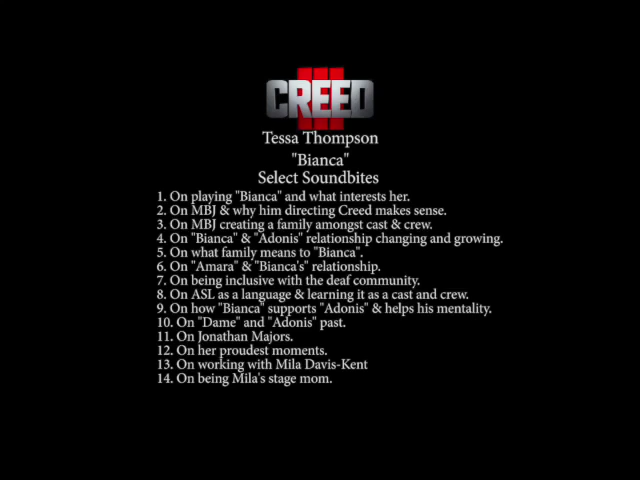 CREED
III
Tessa Thompson
"Bianca"
Select Soundbites
1. On playing "Bianca" and what interests her.
2. On MBJ & why him directing Creed makes sense.
3. On MBJ creating a family amongst cast & crew.
4. On "Bianca" & "Adonis" relationship changing and growing.
5. On what family means to "Bianca".
6. On "Amara" & "Bianca's" relationship.
7. On being inclusive with the deaf community.
8. On ASL as a language & learning it as a cast and crew.
9. On how "Bianca" supports "Adonis" & helps his mentality.
10. On "Dame" and "Adonis" past.
11. On Jonathan Majors.
12. On her proudest moments.
13. On working with Mila Davis-Kent
14. On being Mila's stage mom.